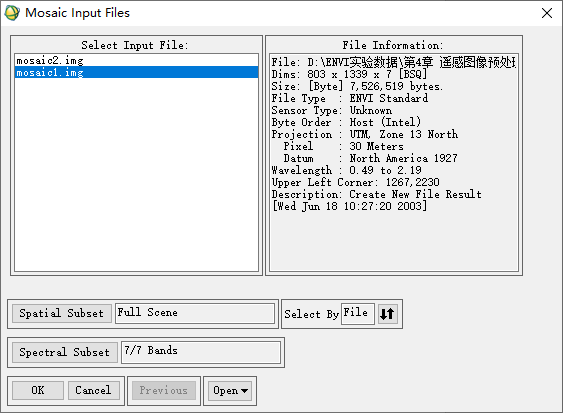 Mosaic Input Files
Select Input File:
mosaic2.img
mosaic1.img
File Information:
File: D:\ENVI实验数据\第4章 遥感图像预处
Dims: 803 x 1339 x 7 [BSQ]
Size: [Byte] 7,526,519 bytes.
File Type : ENVI Standard
Sensor Type: Unknown
Byte Order : Host (Intel)
Projection : UTM, Zone 13 North
Pixel : 30 Meters
Datum : North America 1927
Wavelength : 0.49 to 2.19
Upper Left Corner: 1267,2230
Description: Create New File Result
[Wed Jun 18 10:27:20 2003]
Spatial Subset Full Scene
Select By File
Spectral Subset 7/7 Bands
OK Cancel Previous Open